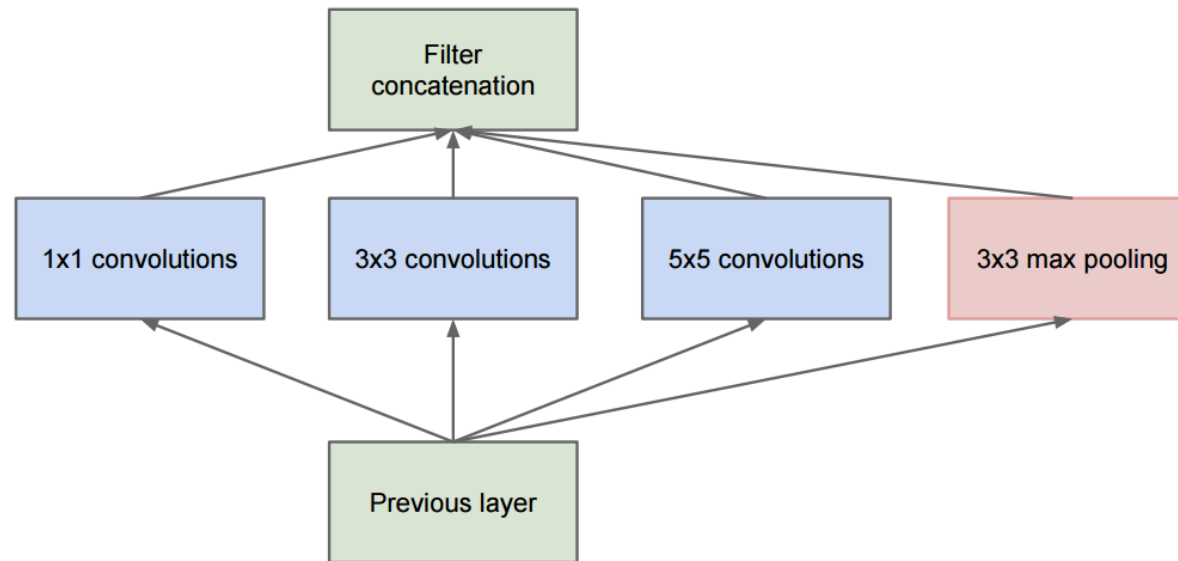 Filter
concatenation
1x1 convolutions
3x3 convolutions
5x5 convolutions
3x3 max pooling
Previous layer